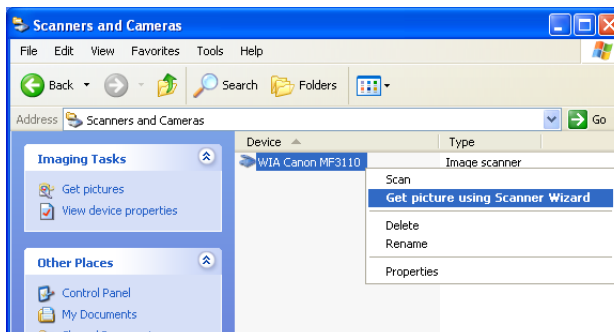 Scanners and Cameras
File Edit View Favorites Tools Help
Back Search Folders
Address Scanners and Cameras Go
Device Type
Imaging Tasks
WIA Canon MF3110 Image scanner
Get pictures
View device properties
Scan
Get picture using Scanner Wizard
Delete
Rename
Properties
Other Places
Control Panel
My Documents